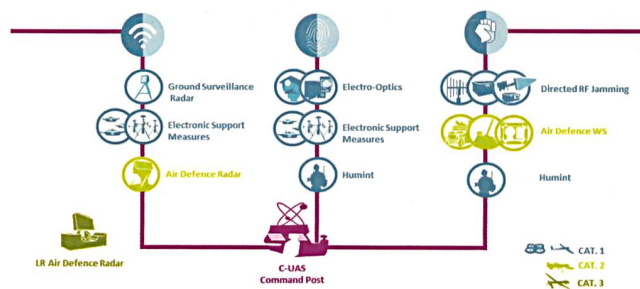 Ground Surveillance
Radar
Electronic Support
Measures
Air Defence Radar
Electro-Optics
Electronic Support
Measures
Humint
Directed RF Jamming
Air Defence WS
Humint
LR Air Defence Radar
C-UAS
Command Post
CAT. 1
CAT. 2
CAT. 3